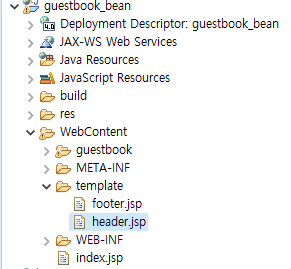 guestbook_bean
Deployment Descriptor: guestbook_bean
JAX-WS Web Services
Java Resources
JavaScript Resources
build
res
WebContent
guestbook
META-INF
template
footer.jsp
header.jsp
WEB-INF
index.jsp